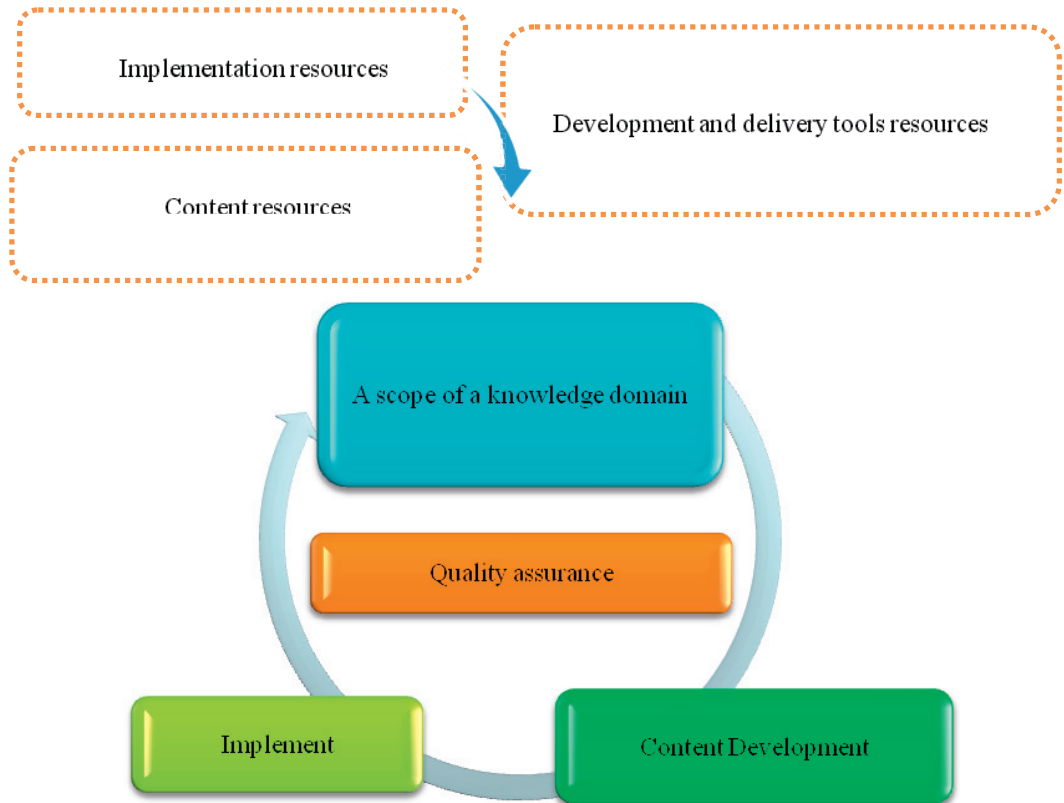 Implementation resources
Development and delivery tools resources
Content resources
A scope of a knowledge domain
Quality assurance
Implement
Content Development